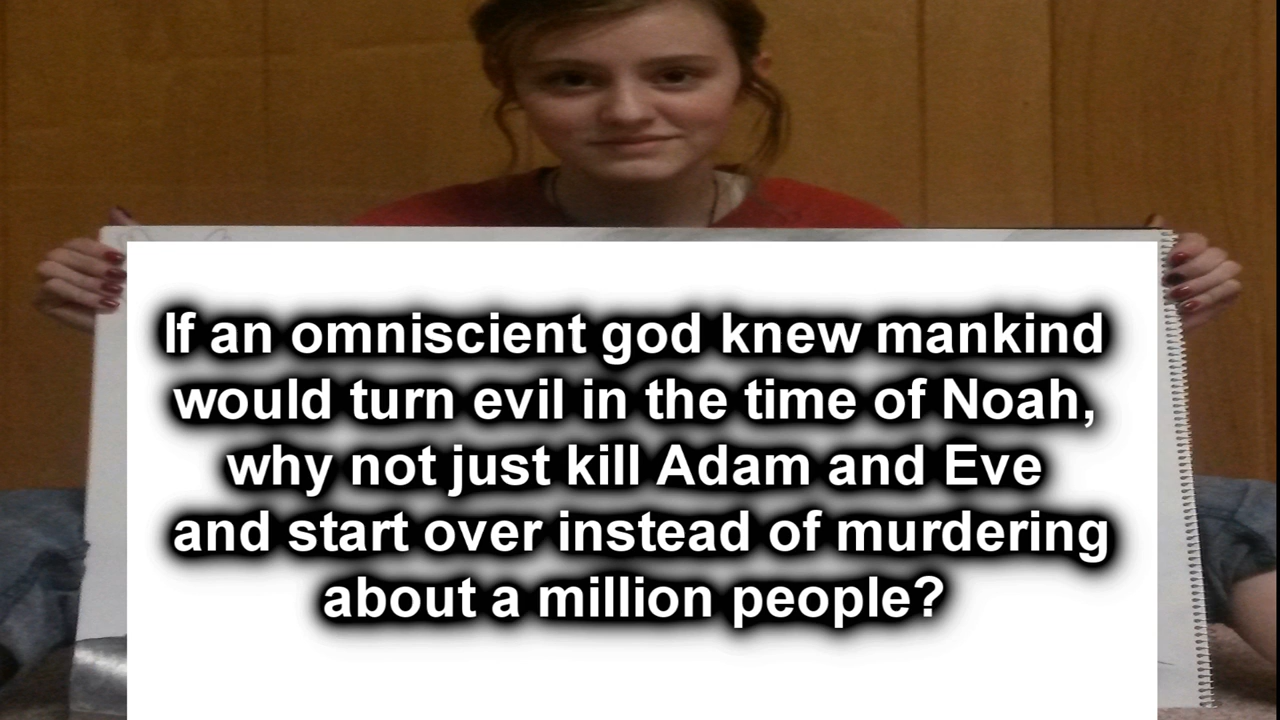 If an omniscient god knew mankind
would turn evil in the time of Noah,
why not just kill Adam and Eve
and start over instead of murdering
about a million people?